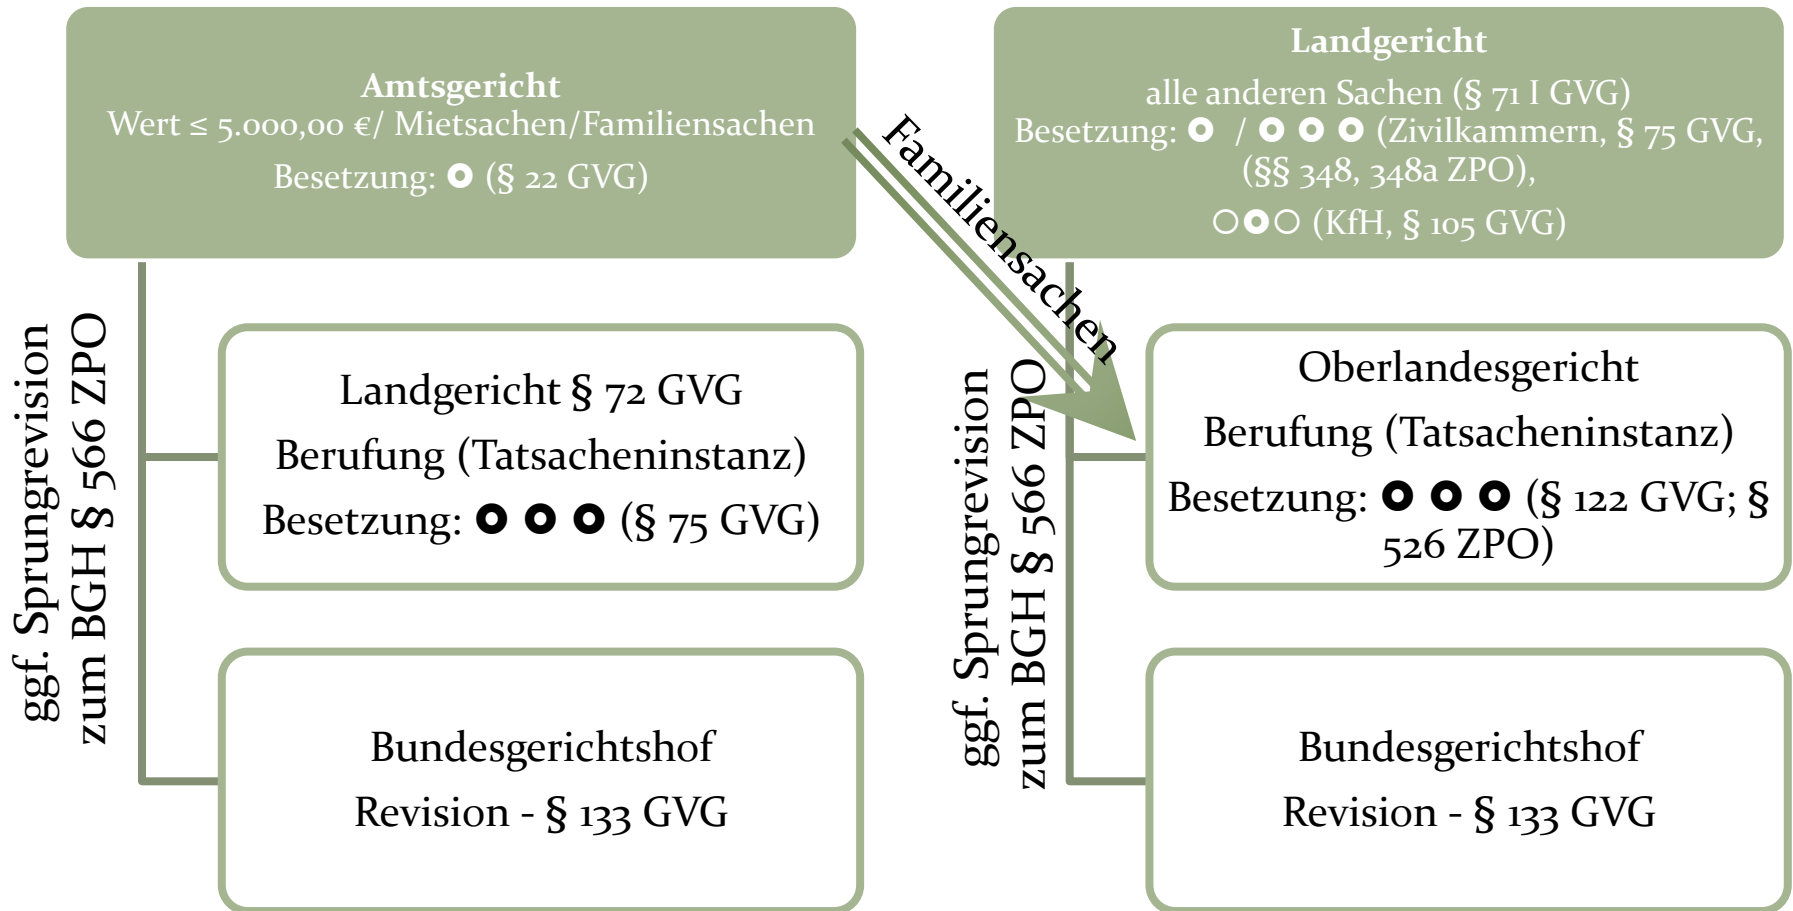 Amtsgericht
Wert ≤ 5.000,00 €/ Mietsachen/Familiensachen
Besetzung: (§ 22 GVG)
ggf. Sprungrevision
zum BGH § 566 ZPO
Landgericht § 72 GVG
Berufung (Tatsacheninstanz)
Besetzung: (§ 75 GVG)
Bundesgerichtshof
Revision - § 133 GVG
Familiensachen
Landgericht
alle anderen Sachen (§ 71 I GVG)
Besetzung: / (Zivilkammern, § 75 GVG,
(§§ 348, 348a ZPO),
(KfH, § 105 GVG)
ggf. Sprungrevision
zum BGH § 566 ZPO
Oberlandesgericht
Berufung (Tatsacheninstanz)
Besetzung: (§ 122 GVG; §
526 ZPO)
Bundesgerichtshof
Revision - § 133 GVG